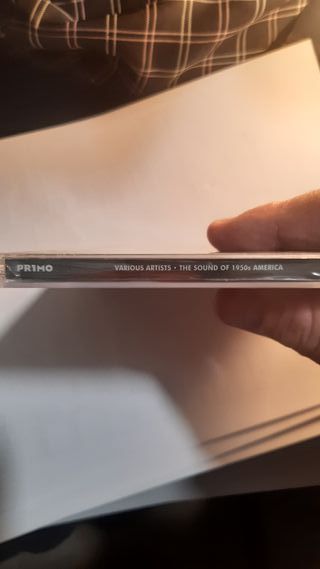 PR1MO VARIOUS ARTISTS • THE SOUND OF 1950s AMERICA